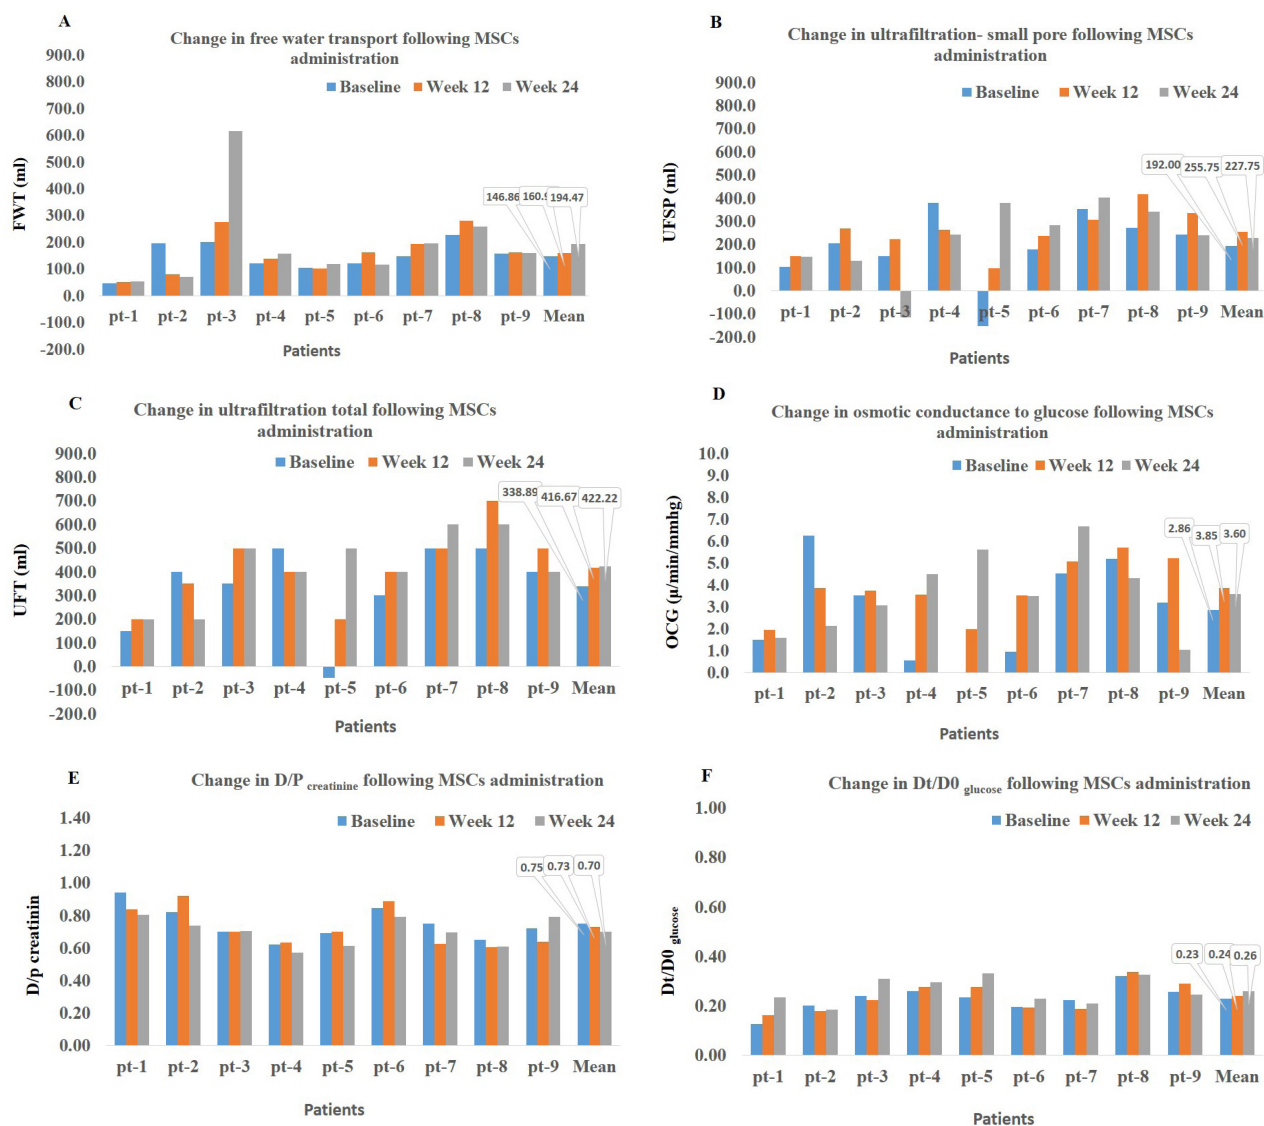 A
Change in free water transport following MSCs
administration
Baseline Week 12 Week 24
900.0
800.0
700.0
600.0
500.0
400.0
300.0
200.0
100.0
0.0
-100.0
-200.0
FWT (ml)
146.86 194.47
pt-1 pt-2 pt-3 pt-4 pt-5 pt-6 pt-7 pt-8 pt-9 Mean
Patients
B
Change in ultrafiltration- small pore following MSCs
administration
Baseline Week 12 Week 24
900.0
800.0
700.0
600.0
500.0
400.0
300.0
200.0
100.0
0.0
-100.0
-200.0
UFSP (ml)
192.00 255.75 227.75
pt-1 pt-2 pt-3 pt-4 pt-5 pt-6 pt-7 pt-8 pt-9 Mean
Patients
C
Change in ultrafiltration total following MSCs
administration
Baseline Week 12 Week 24
900.0
800.0
700.0
600.0
500.0
400.0
300.0
200.0
100.0
0.0
-100.0
-200.0
UFT (ml)
338.89 416.67 422.22
pt-1 pt-2 pt-3 pt-4 pt-5 pt-6 pt-7 pt-8 pt-9 Mean
Patients
D
Change in osmotic conductance to glucose following MSCs
administration
Baseline Week 12 Week 24
10.0
9.0
8.0
7.0
6.0
5.0
4.0
3.0
2.0
1.0
0.0
OCG (µ/min/mmhg)
2.86 3.85 3.60
pt-1 pt-2 pt-3 pt-4 pt-5 pt-6 pt-7 pt-8 pt-9 Mean
Patients
E
Change in D/P creatinine following MSCs administration
Baseline Week 12 Week 24
1.40
1.20
1.00
0.80
0.60
0.40
0.20
0.00
D/p creatinin
0.75 0.73 0.70
pt-1 pt-2 pt-3 pt-4 pt-5 pt-6 pt-7 pt-8 pt-9 Mean
Patients
F
Change in Dt/D0 glucose following MSCs administration
Baseline Week 12 Week 24
1.00
0.80
0.60
0.40
0.20
0.00
Dt/D0 glucose
0.23 0.24 0.26
pt-1 pt-2 pt-3 pt-4 pt-5 pt-6 pt-7 pt-8 pt-9 Mean
Patients